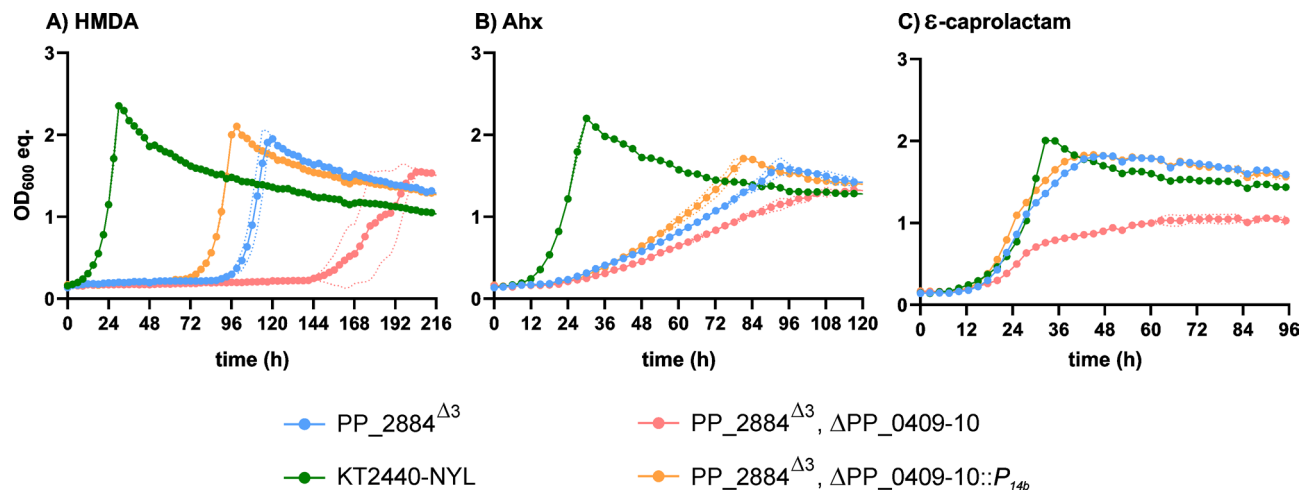 A) HMDA
B) Ahx
C) ε-caprolactam
OD600 eq.
3
2
1
0
0 24 48 72 96 120 144 168 192 216
time (h)
3
2
1
0
0 12 24 36 48 60 72 84 96 108 120
time (h)
3
2
1
0
0 12 24 36 48 60 72 84 96
time (h)
PP_2884Δ3
PP_2884Δ3, ΔPP_0409-10
KT2440-NYL
PP_2884Δ3, ΔPP_0409-10::P14b